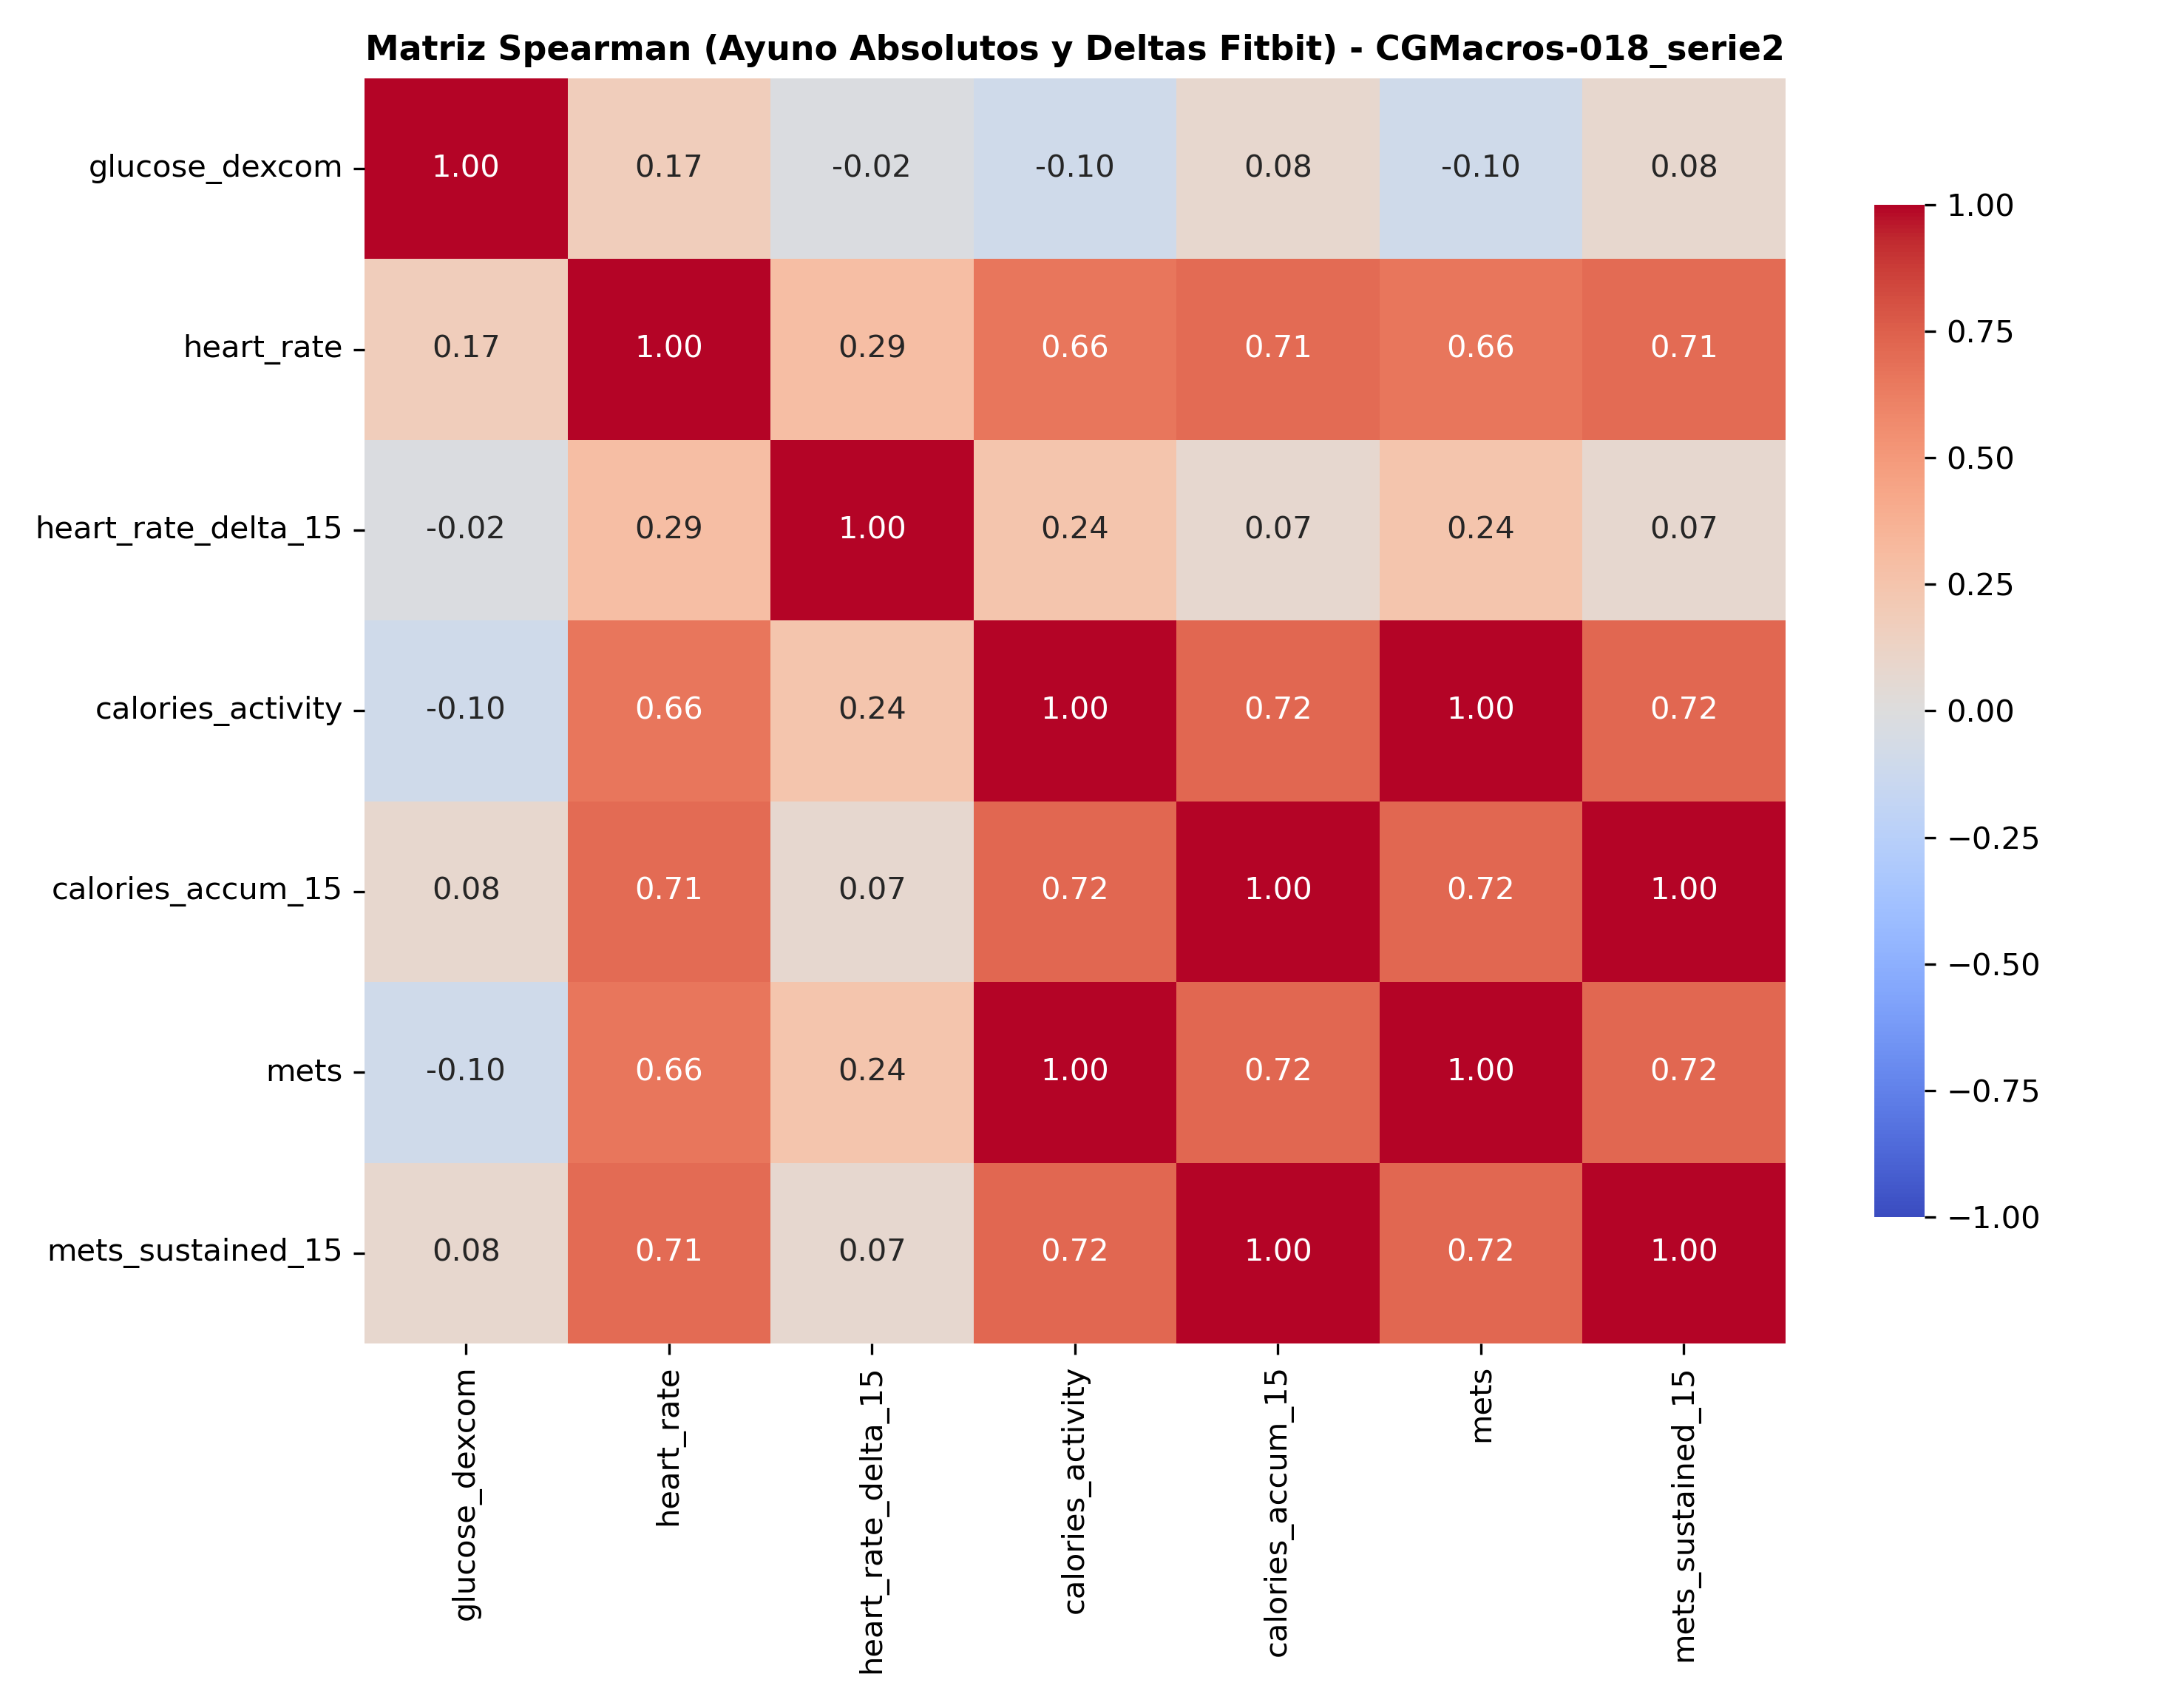 Matriz Spearman (Ayuno Absolutos y Deltas Fitbit) - CGMacros-018_serie2
glucose_dexcom 1.00 0.17 -0.02 -0.10 0.08 -0.10 0.08
heart_rate 0.17 1.00 0.29 0.66 0.71 0.66 0.71
heart_rate_delta_15 -0.02 0.29 1.00 0.24 0.07 0.24 0.07
calories_activity -0.10 0.66 0.24 1.00 0.72 1.00 0.72
calories_accum_15 0.08 0.71 0.07 0.72 1.00 0.72 1.00
mets -0.10 0.66 0.24 1.00 0.72 1.00 0.72
mets_sustained_15 0.08 0.71 0.07 0.72 1.00 0.72 1.00
glucose_dexcom
heart_rate
heart_rate_delta_15
calories_activity
calories_accum_15
mets
mets_sustained_15
1.00
0.75
0.50
0.25
0.00
−0.25
−0.50
−0.75
−1.00